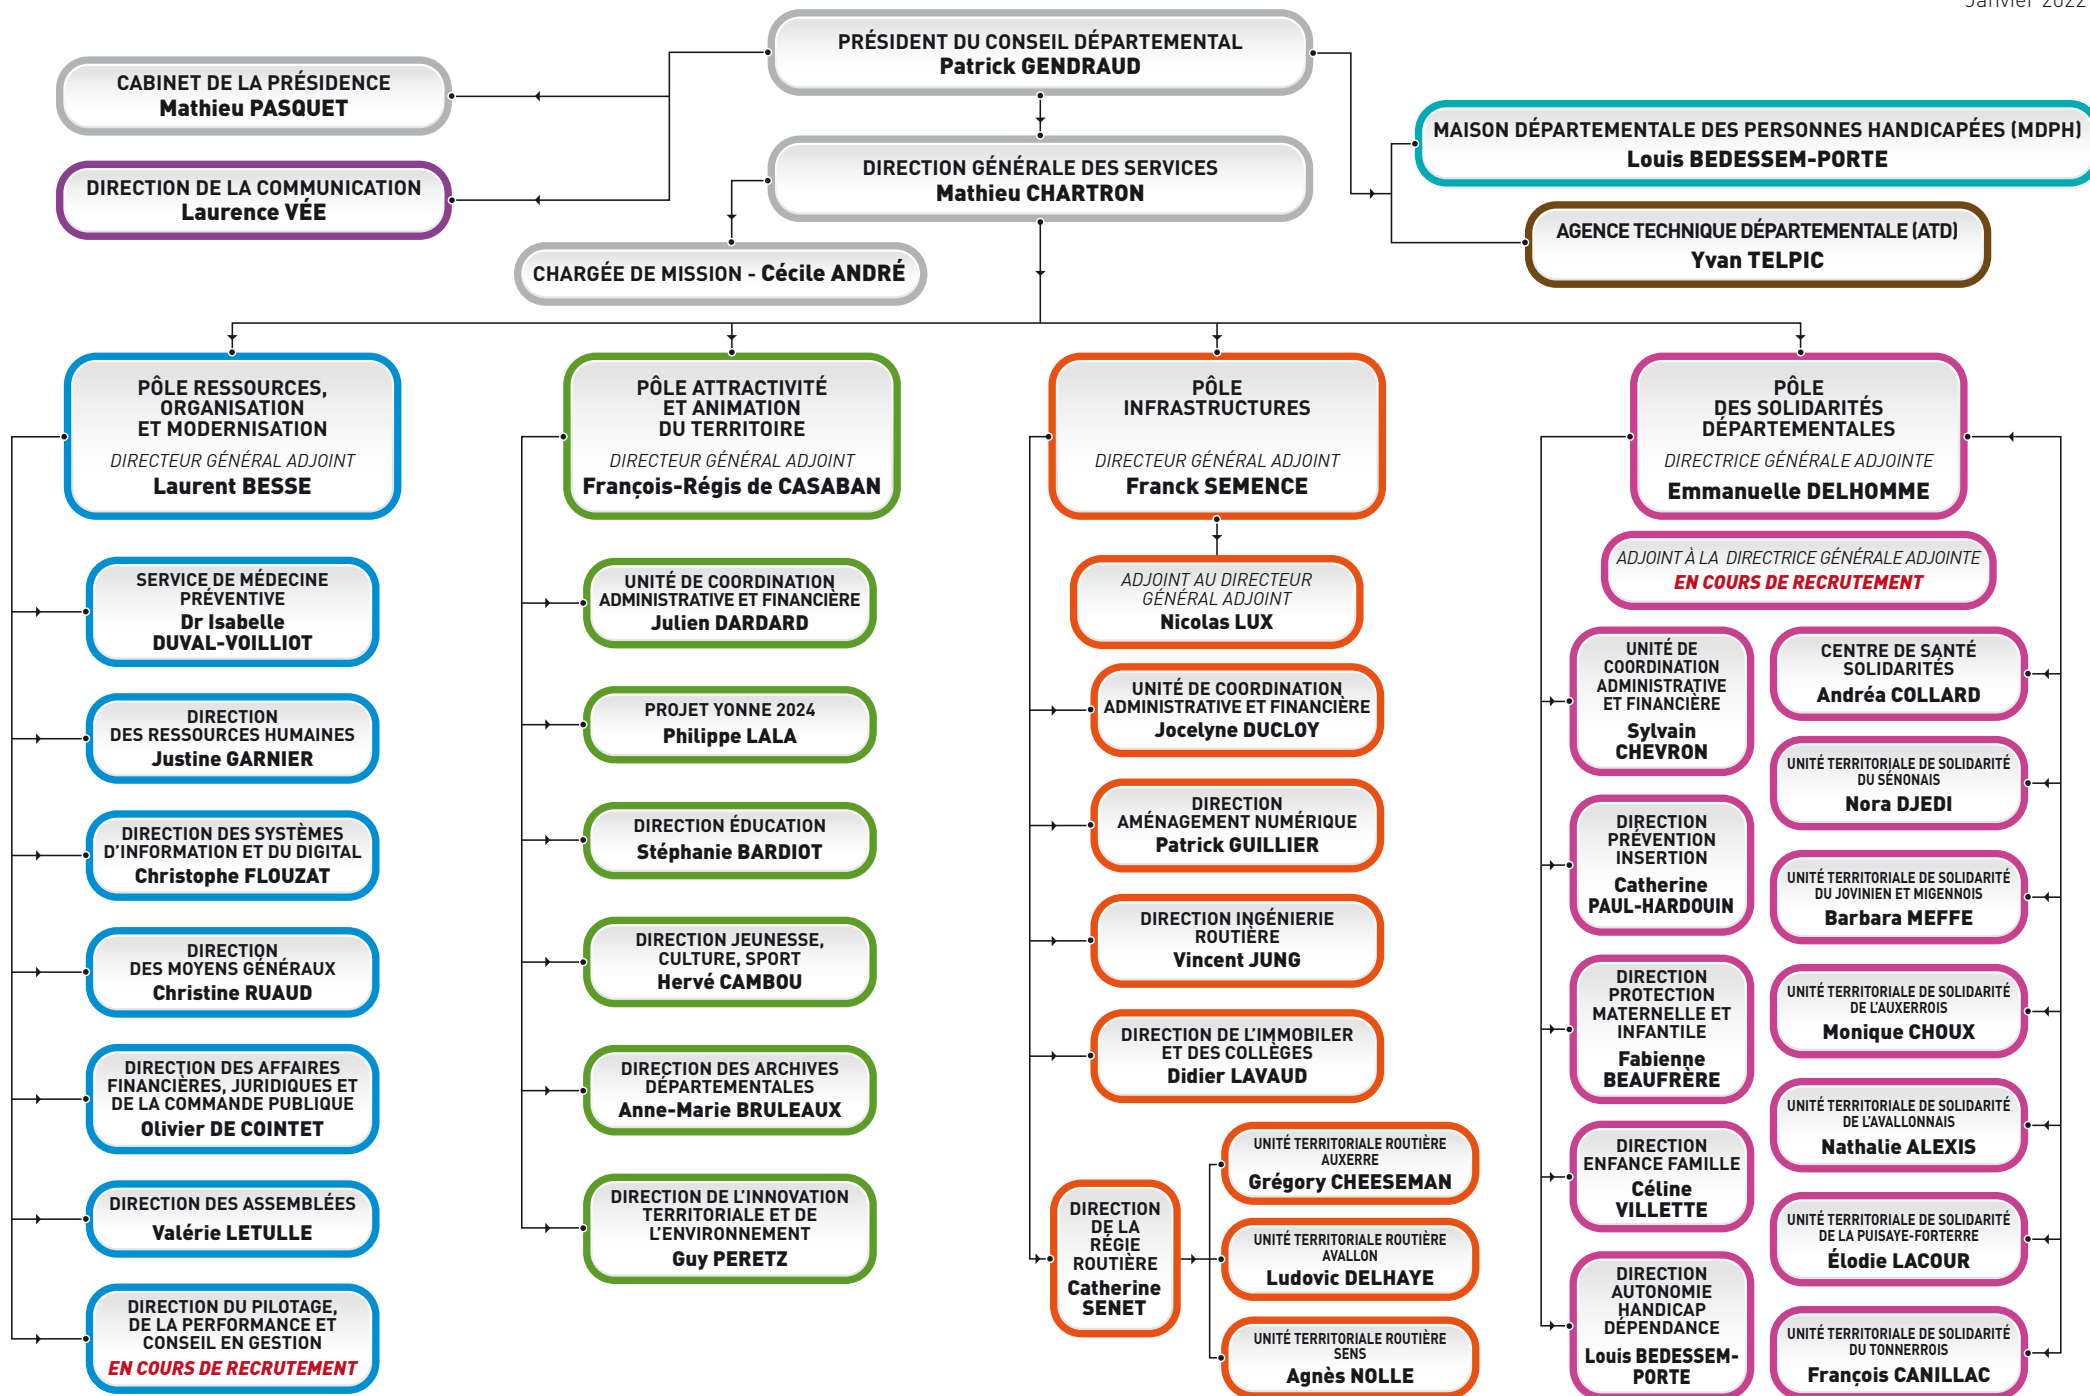 Janvier 2022
PRÉSIDENT DU CONSEIL DÉPARTEMENTAL
Patrick GENDRAUD
CABINET DE LA PRÉSIDENCE
Mathieu PASQUET
DIRECTION DE LA COMMUNICATION
Laurence VÉE
DIRECTION GÉNÉRALE DES SERVICES
Mathieu CHARTRON
CHARGÉE DE MISSION - Cécile ANDRÉ
MAISON DÉPARTEMENTALE DES PERSONNES HANDICAPÉES (MDPH)
Louis BEDESSEM-PORTE
AGENCE TECHNIQUE DÉPARTEMENTALE (ATD)
Yvan TELPIC
PÔLE RESSOURCES,
ORGANISATION
ET MODERNISATION
DIRECTEUR GÉNÉRAL ADJOINT
Laurent BESSE
SERVICE DE MÉDECINE
PRÉVENTIVE
Dr Isabelle
DUVAL-VOILLIOT
DIRECTION
DES RESSOURCES HUMAINES
Justine GARNIER
DIRECTION DES SYSTÈMES
D'INFORMATION ET DU DIGITAL
Christophe FLOUZAT
DIRECTION
DES MOYENS GÉNÉRAUX
Christine RUAUD
DIRECTION DES AFFAIRES
FINANCIÈRES, JURIDIQUES ET
DE LA COMMANDE PUBLIQUE
Olivier DE COINTET
DIRECTION DES ASSEMBLÉES
Valérie LETULLE
DIRECTION DU PILOTAGE,
DE LA PERFORMANCE ET
CONSEIL EN GESTION
EN COURS DE RECRUTEMENT
PÔLE ATTRACTIVITÉ
ET ANIMATION
DU TERRITOIRE
DIRECTEUR GÉNÉRAL ADJOINT
François-Régis de CASABAN
UNITÉ DE COORDINATION
ADMINISTRATIVE ET FINANCIÈRE
Julien DARDARD
PROJET YONNE 2024
Philippe LALA
DIRECTION ÉDUCATION
Stéphanie BARDIOT
DIRECTION JEUNESSE,
CULTURE, SPORT
Hervé CAMBOU
DIRECTION DES ARCHIVES
DÉPARTEMENTALES
Anne-Marie BRULEAUX
DIRECTION DE L'INNOVATION
TERRITORIALE ET DE
L'ENVIRONNEMENT
Guy PERETZ
PÔLE
INFRASTRUCTURES
DIRECTEUR GÉNÉRAL ADJOINT
Franck SEMENCE
ADJOINT AU DIRECTEUR
GÉNÉRAL ADJOINT
Nicolas LUX
UNITÉ DE COORDINATION
ADMINISTRATIVE ET FINANCIÈRE
Jocelyne DUCLOY
DIRECTION
AMÉNAGEMENT NUMÉRIQUE
Patrick GUILLIER
DIRECTION INGÉNIERIE
ROUTIÈRE
Vincent JUNG
DIRECTION DE L'IMMOBILER
ET DES COLLÈGES
Didier LAVAUD
DIRECTION
DE LA
RÉGIE
ROUTIÈRE
Catherine
SENET
UNITÉ TERRITORIALE ROUTIÈRE
AUXERRE
Grégory CHEESEMAN
UNITÉ TERRITORIALE ROUTIÈRE
AVALLON
Ludovic DELHAYE
UNITÉ TERRITORIALE ROUTIÈRE
SENS
Agnès NOLLE
PÔLE
DES SOLIDARITÉS
DÉPARTEMENTALES
DIRECTRICE GÉNÉRALE ADJOINTE
Emmanuelle DELHOMME
ADJOINT À LA DIRECTRICE GÉNÉRALE ADJOINTE
EN COURS DE RECRUTEMENT
UNITÉ DE
COORDINATION
ADMINISTRATIVE
ET FINANCIÈRE
Sylvain
CHEVRON
DIRECTION
PRÉVENTION
INSERTION
Catherine
PAUL-HARDOUIN
DIRECTION
PROTECTION
MATERNELLE ET
INFANTILE
Fabienne
BEAUFRÈRE
DIRECTION
ENFANCE FAMILLE
Céline
VILLETTE
DIRECTION
AUTONOMIE
HANDICAP
DÉPENDANCE
Louis BEDESSEM-
PORTE
CENTRE DE SANTÉ
SOLIDARITÉS
Andréa COLLARD
UNITÉ TERRITORIALE DE SOLIDARITÉ
DU SÉNONAIS
Nora DJEDI
UNITÉ TERRITORIALE DE SOLIDARITÉ
DU JOVINIEN ET MIGENNOIS
Barbara MEFFE
UNITÉ TERRITORIALE DE SOLIDARITÉ
DE L'AUXERROIS
Monique CHOUX
UNITÉ TERRITORIALE DE SOLIDARITÉ
DE L'AVALLONNAIS
Nathalie ALEXIS
UNITÉ TERRITORIALE DE SOLIDARITÉ
DE LA PUISAYE-FORTERRE
Élodie LACOUR
UNITÉ TERRITORIALE DE SOLIDARITÉ
DU TONNERROIS
François CANILLAC